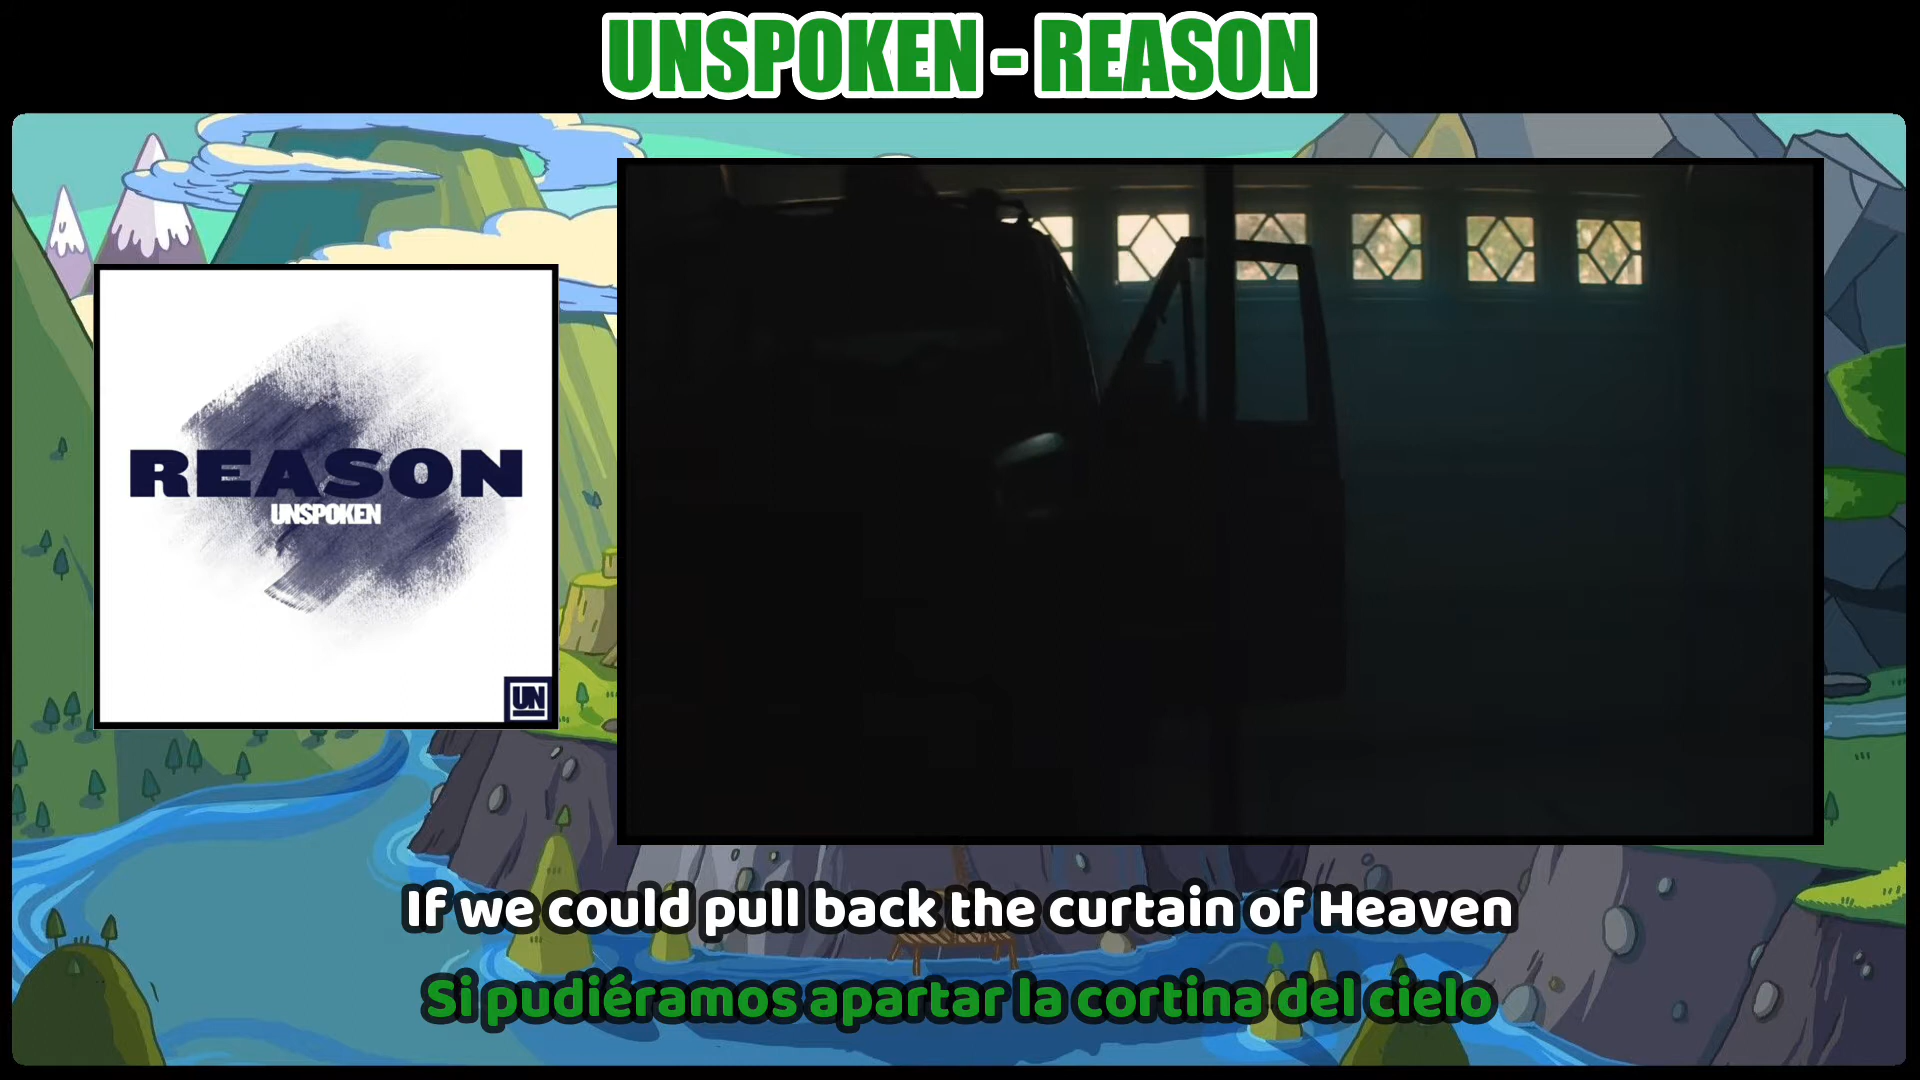 UNSPOKEN - REASON
REASON
UNSPOKEN
UN
If we could pull back the curtain of Heaven
Si pudiéramos apartar la cortina del cielo